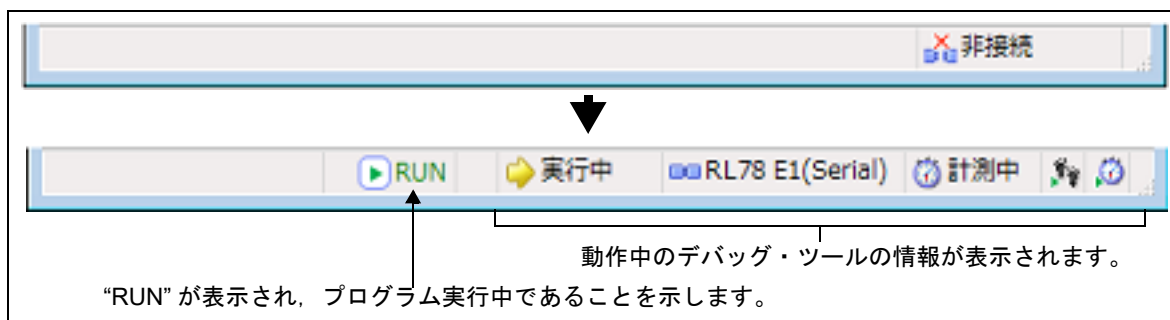 非接続
RUN 実行中 RL78 E1(Serial) 計測中
動作中のデバッグ・ツールの情報が表示されます。
“RUN” が表示され，プログラム実行中であることを示します。